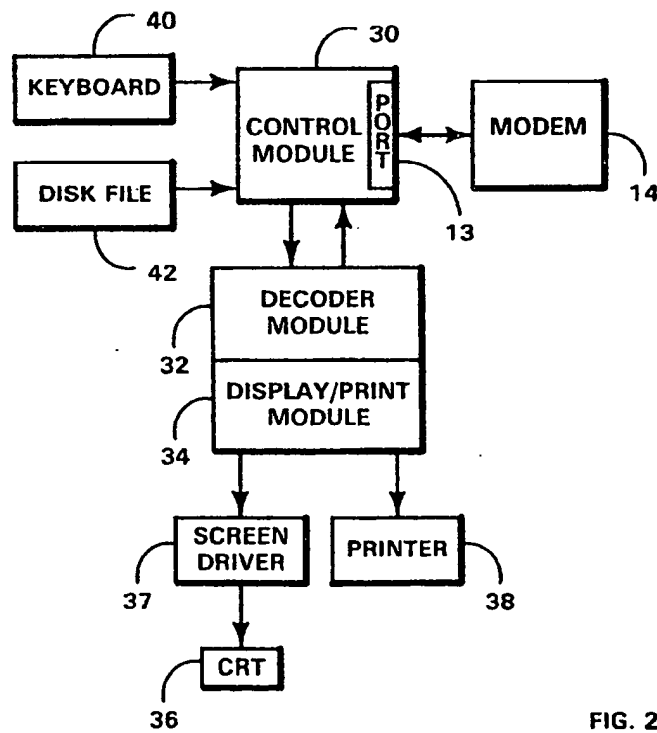 40
30
KEYBOARD
CONTROL
MODULE
PORT
MODEM
DISK FILE
13
14
42
DECODER
MODULE
32
DISPLAY/PRINT
MODULE
34
SCREEN
DRIVER
PRINTER
37
38
CRT
36
FIG. 2